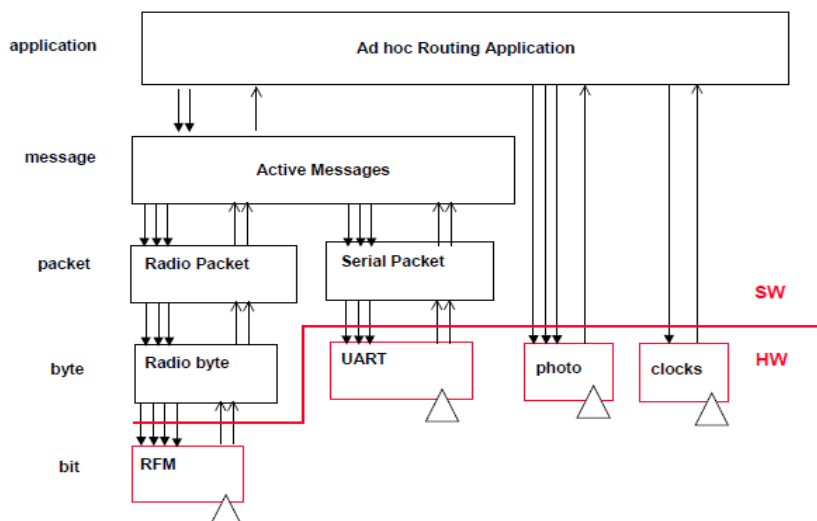 application
Ad hoc Routing Application
message
Active Messages
packet
Radio Packet
Serial Packet
SW
byte
Radio byte
UART
photo
clocks
HW
bit
RFM